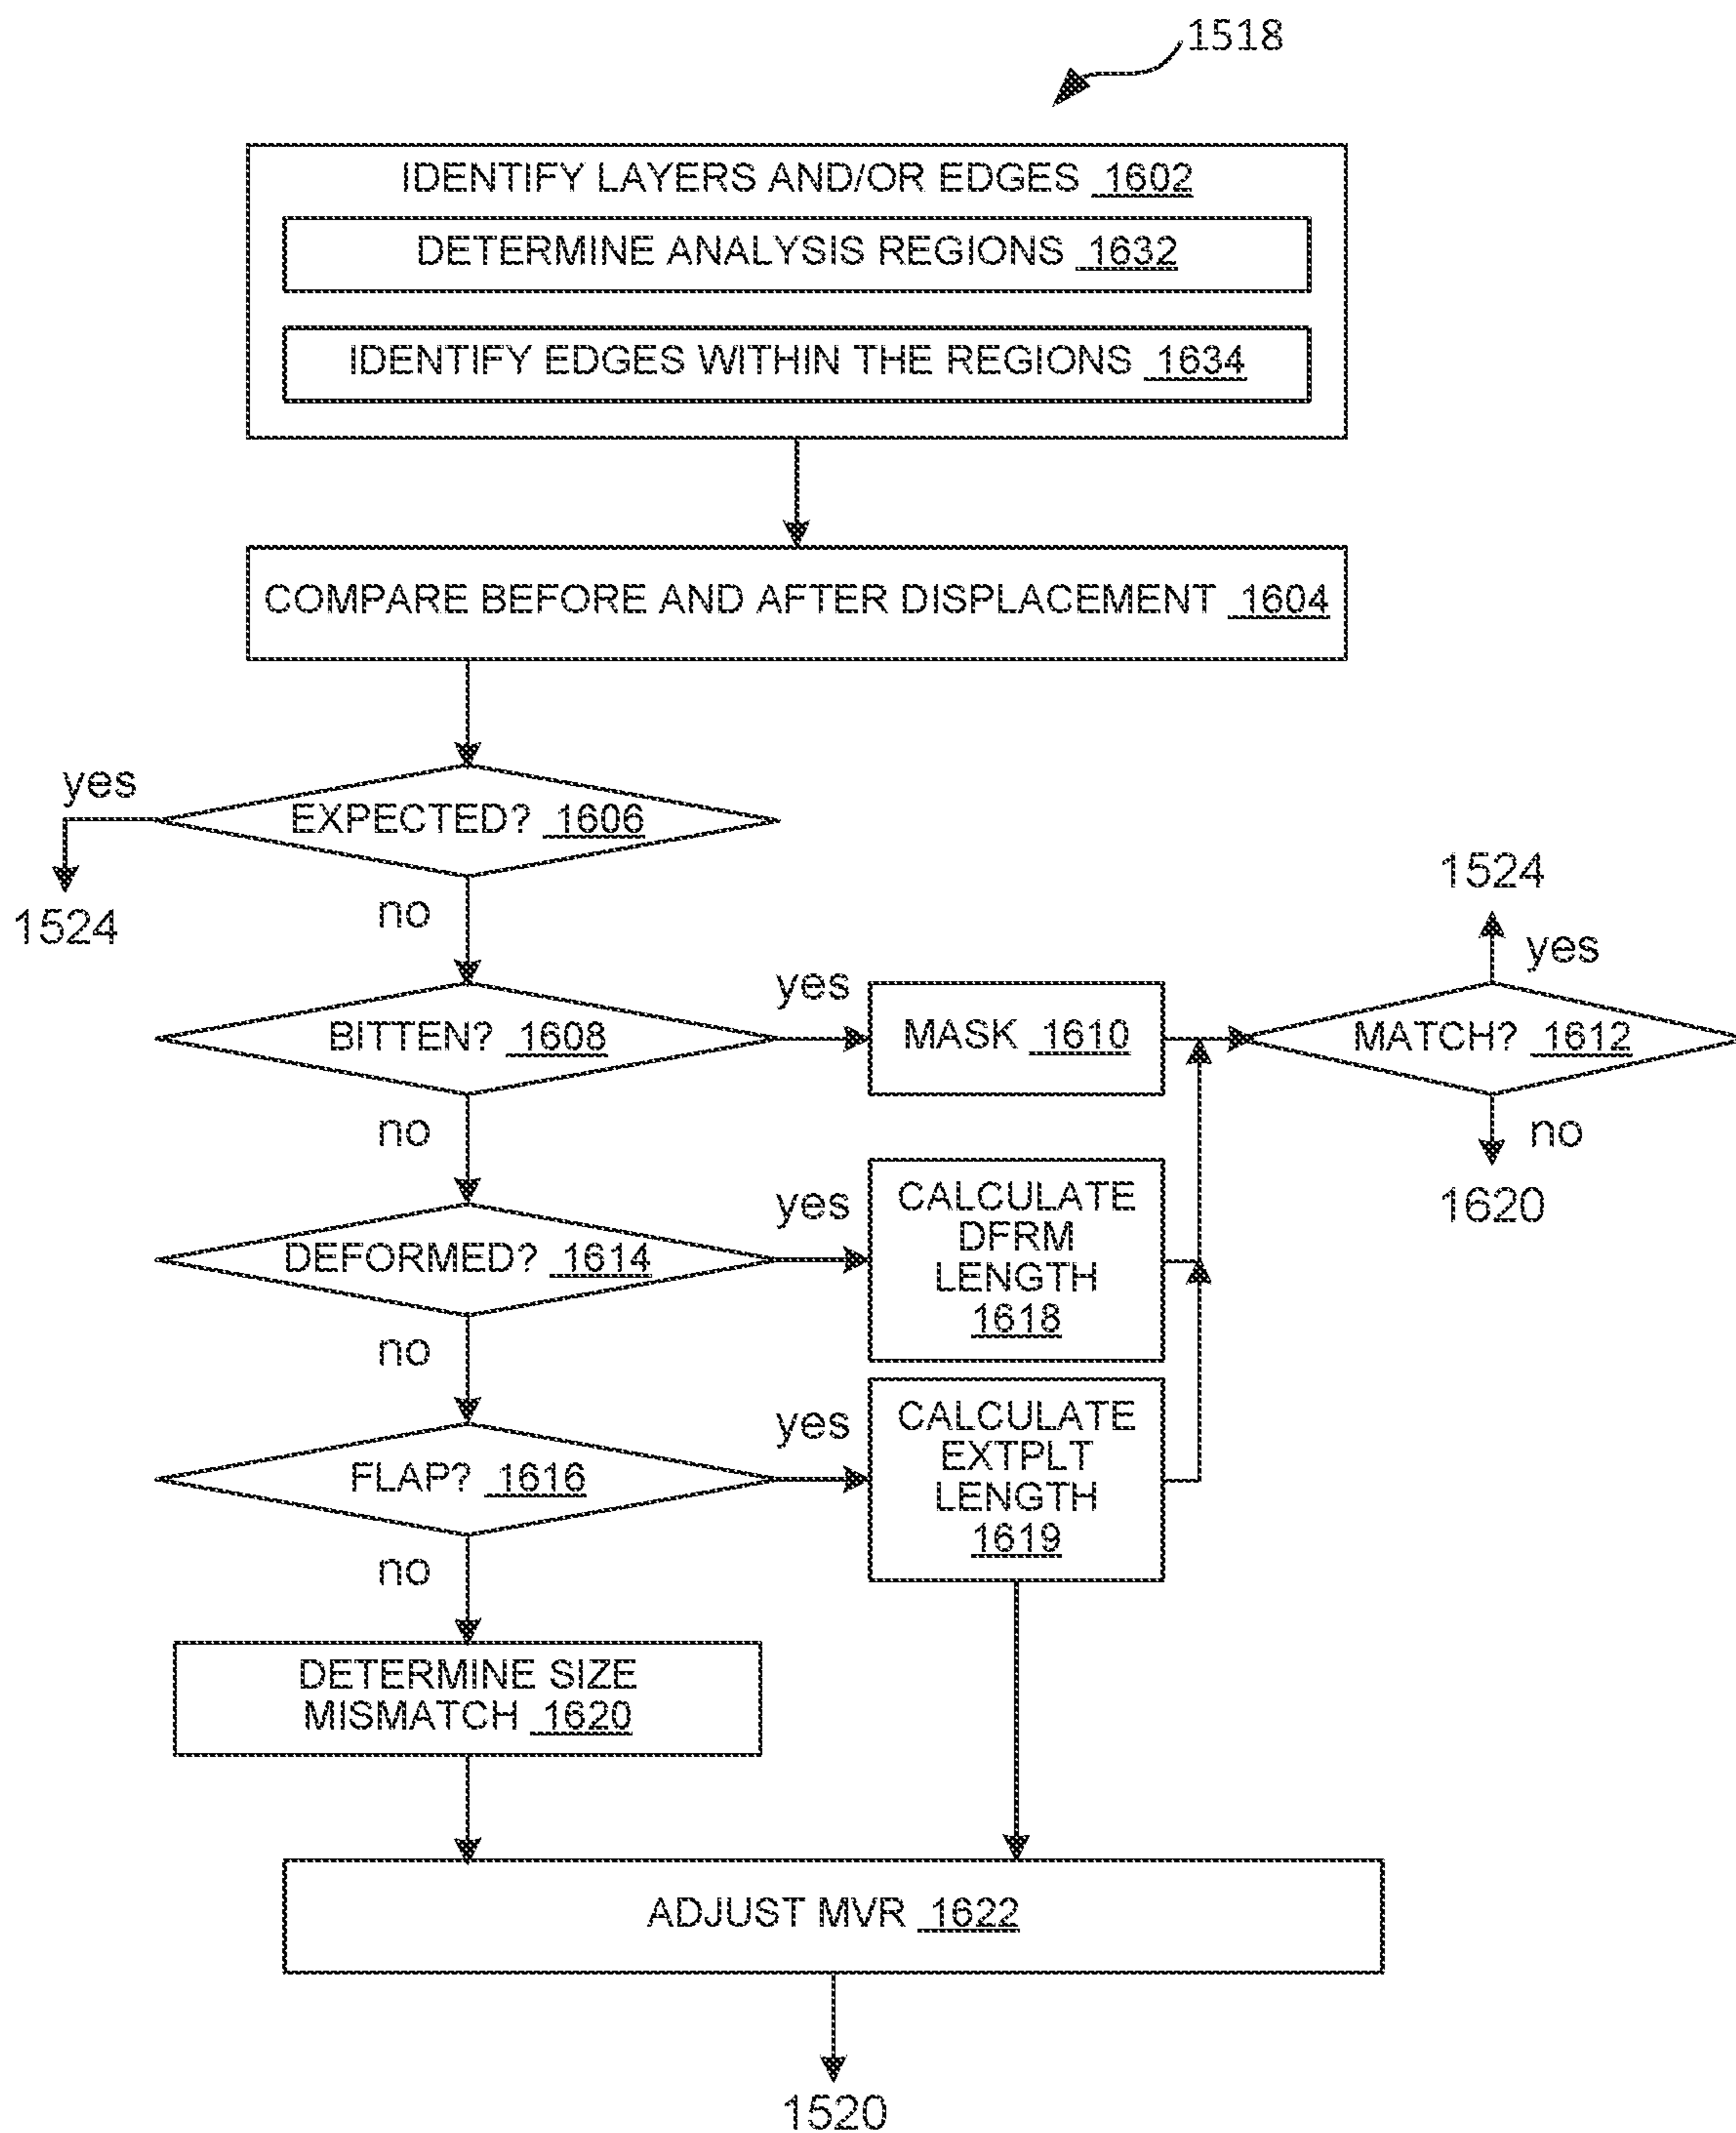 1518
IDENTIFY LAYERS AND/OR EDGES 1602
DETERMINE ANALYSIS REGIONS 1632
IDENTIFY EDGES WITHIN THE REGIONS 1634
COMPARE BEFORE AND AFTER DISPLACEMENT 1604
yes
EXPECTED? 1606
1524
no
BITTEN? 1608
yes
MASK 1610
MATCH? 1612
yes
1524
no
1620
no
DEFORMED? 1614
yes
CALCULATE
DFRM
LENGTH
1618
no
FLAP? 1616
yes
CALCULATE
EXTPLT
LENGTH
1619
no
DETERMINE SIZE
MISMATCH 1620
ADJUST MVR 1622
1520